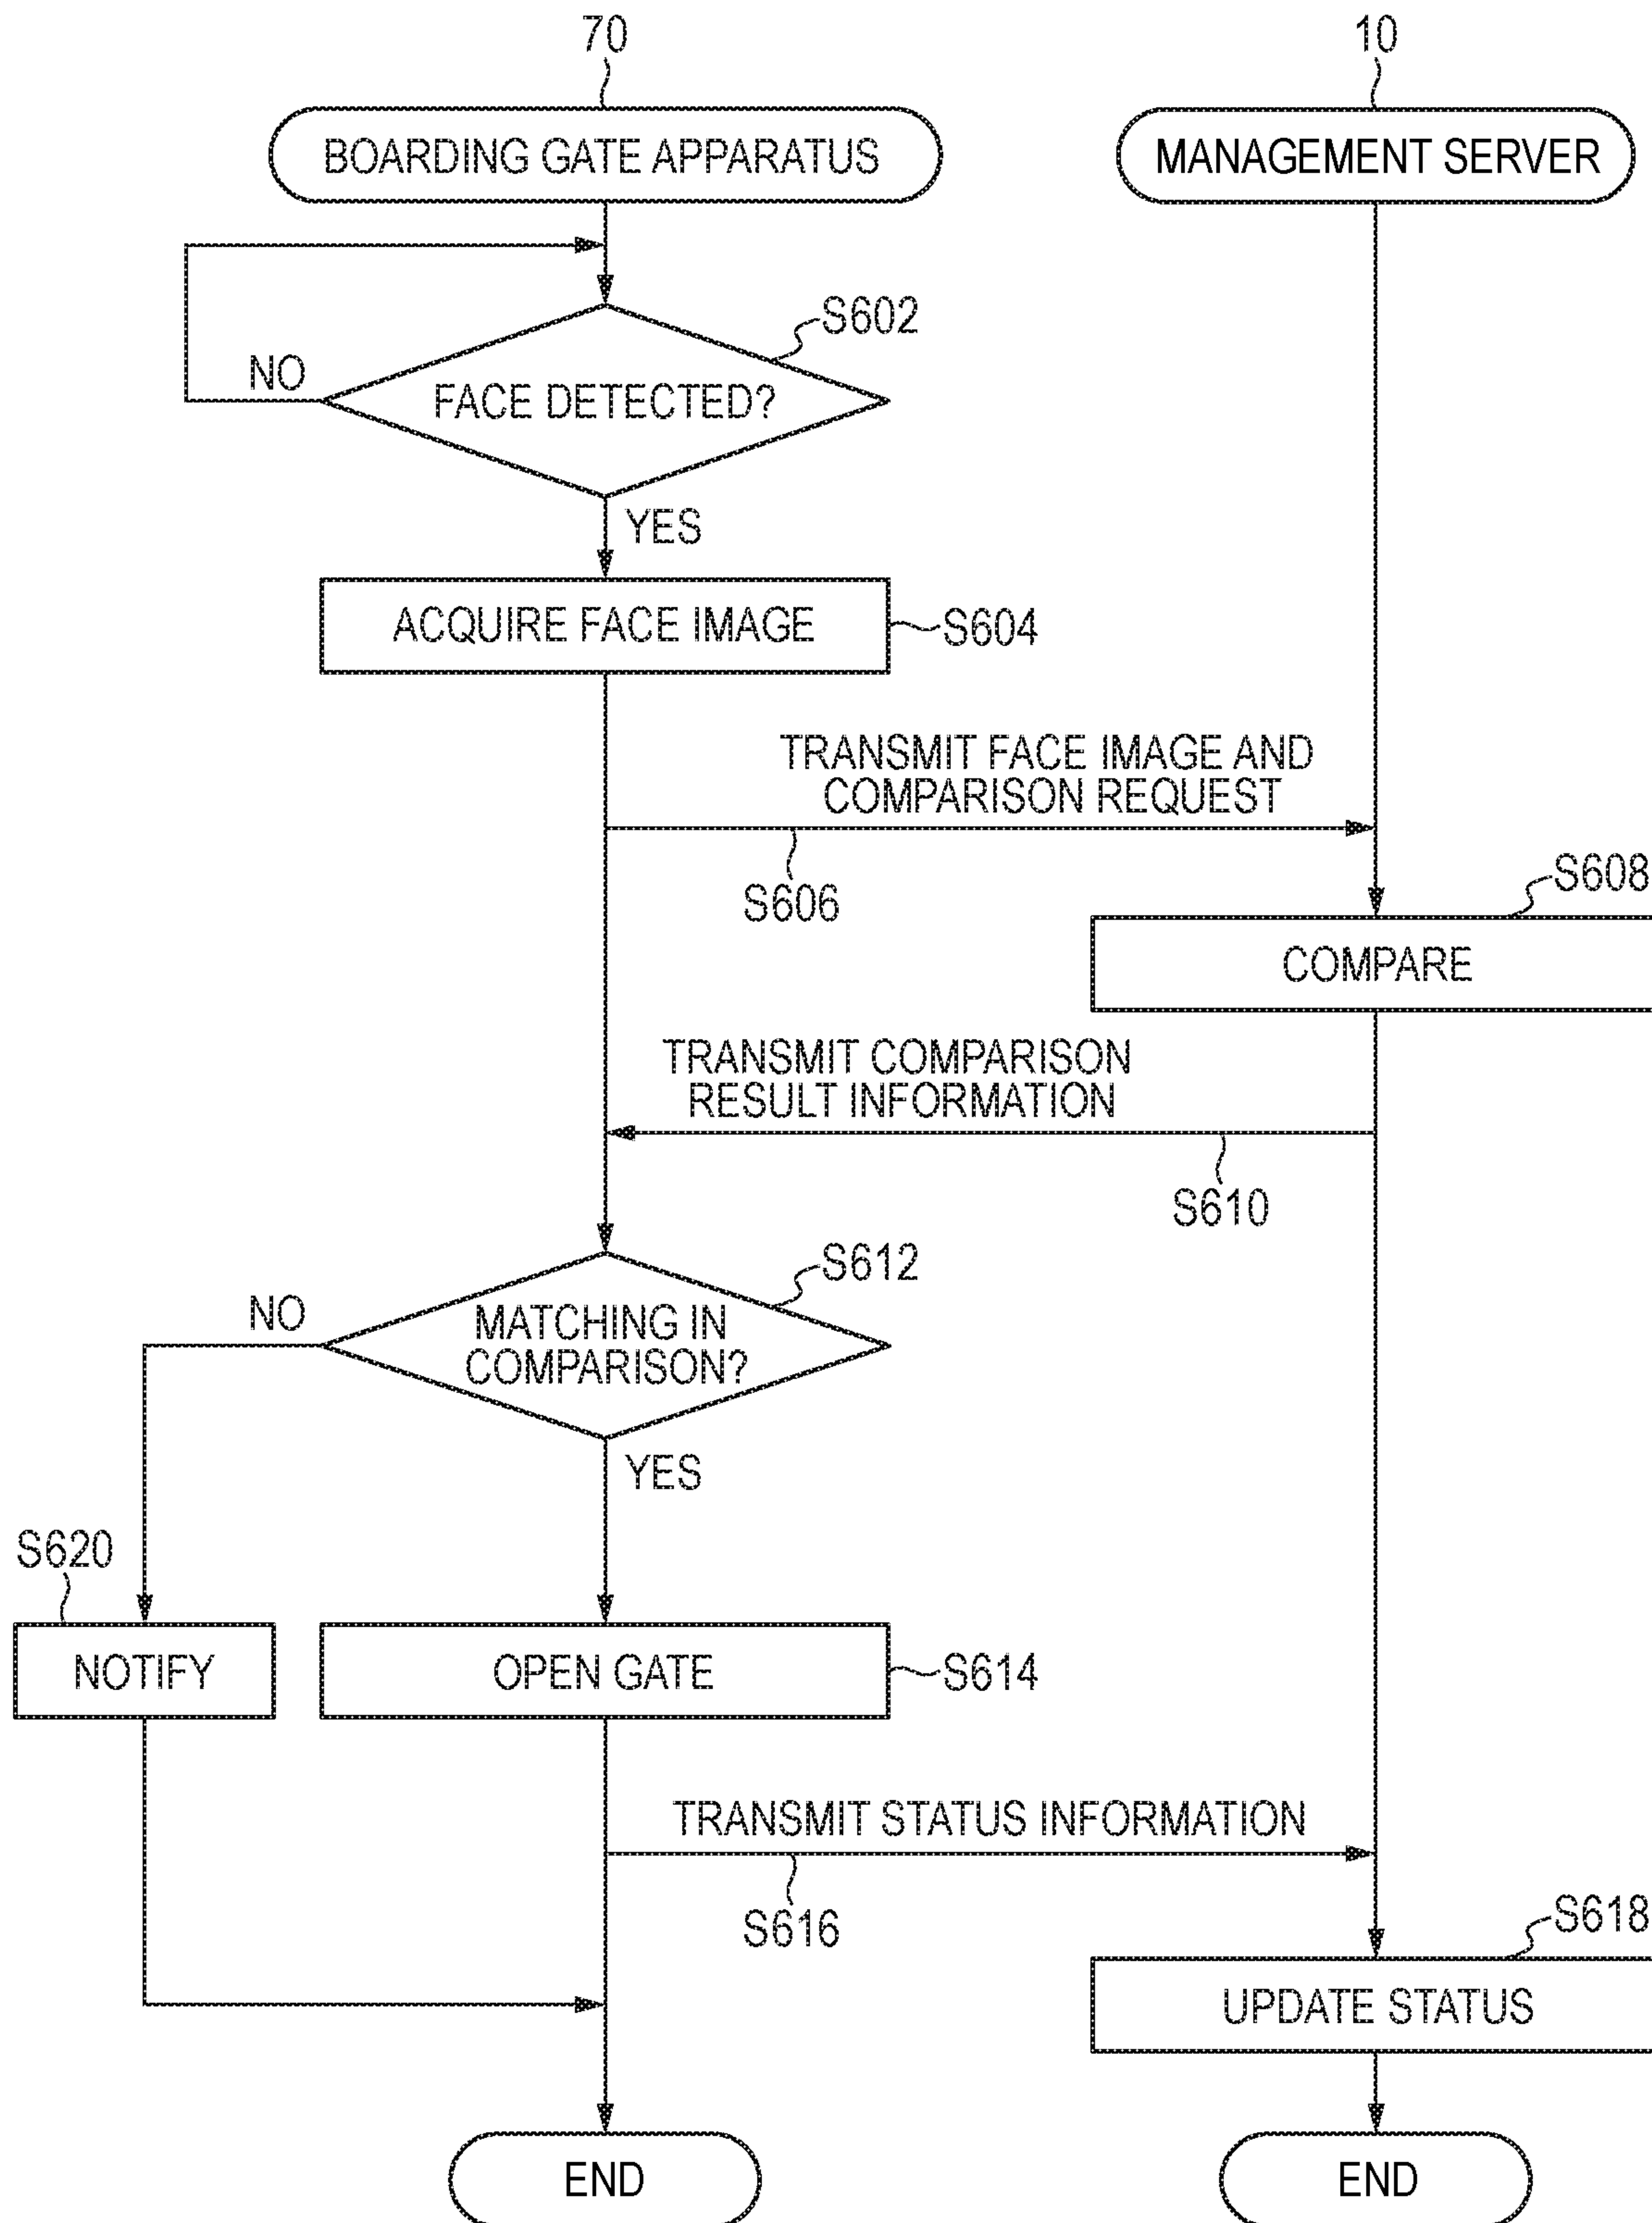 70
10
BOARDING GATE APPARATUS
MANAGEMENT SERVER
S602
NO
FACE DETECTED?
YES
ACQUIRE FACE IMAGE
S604
TRANSMIT FACE IMAGE AND
COMPARISON REQUEST
S606
S608
COMPARE
TRANSMIT COMPARISON
RESULT INFORMATION
S610
S612
NO
MATCHING IN
COMPARISON?
YES
S620
NOTIFY
OPEN GATE
S614
TRANSMIT STATUS INFORMATION
S616
S618
UPDATE STATUS
END
END